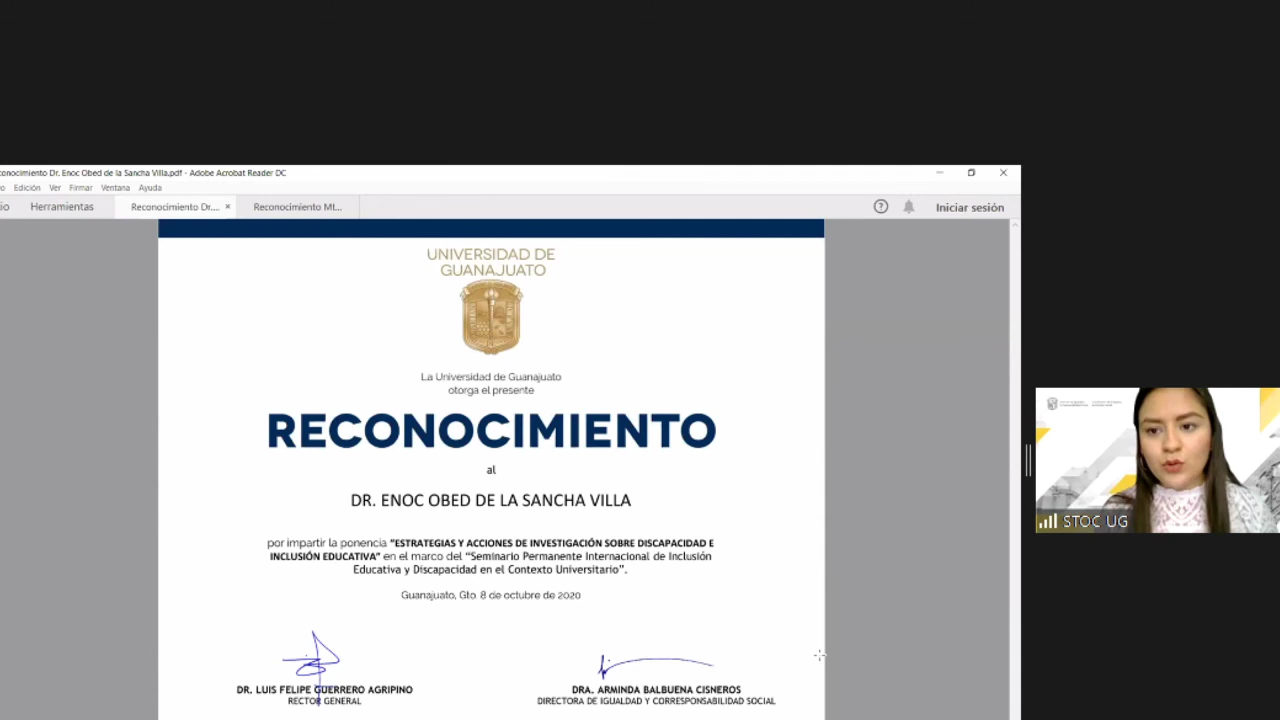 conocimiento Dr. Enoc Obed de la Sancha Villa.pdf - Adobe Acrobat Reader DC
Edición Ver Firmar Ventana Ayuda
io Herramientas Reconocimiento Dr.... × Reconocimiento Mt... Iniciar sesión
UNIVERSIDAD DE
GUANAJUATO
La Universidad de Guanajuato
otorga el presente
RECONOCIMIENTO
al
DR. ENOC OBED DE LA SANCHA VILLA
por impartir la ponencia "ESTRATEGIAS Y ACCIONES DE INVESTIGACIÓN SOBRE DISCAPACIDAD E
INCLUSIÓN EDUCATIVA" en el marco del "Seminario Permanente Internacional de Inclusión
Educativa y Discapacidad en el Contexto Universitario".
Guanajuato, Gto. 8 de octubre de 2020
DR. LUIS FELIPE GUERRERO AGRIPINO
RECTOR GENERAL
DRA. ARMINDA BALBUENA CISNEROS
DIRECTORA DE IGUALDAD Y CORRESPONSABILIDAD SOCIAL
STOC UG